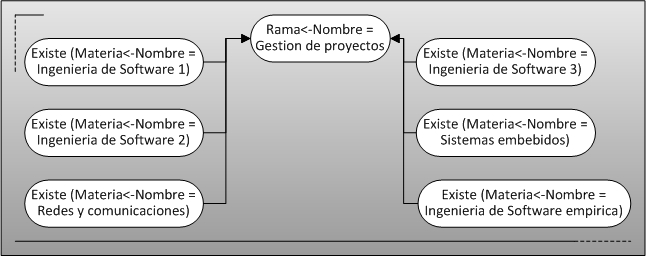 Rama<-Nombre =
Gestion de proyectos
Existe (Materia<-Nombre =
Ingenieria de Software 1)
Existe (Materia<-Nombre =
Ingenieria de Software 2)
Existe (Materia<-Nombre =
Redes y comunicaciones)
Existe (Materia<-Nombre =
Ingenieria de Software 3)
Existe (Materia<-Nombre =
Sistemas embebidos)
Existe (Materia<-Nombre =
Ingenieria de Software empirica)